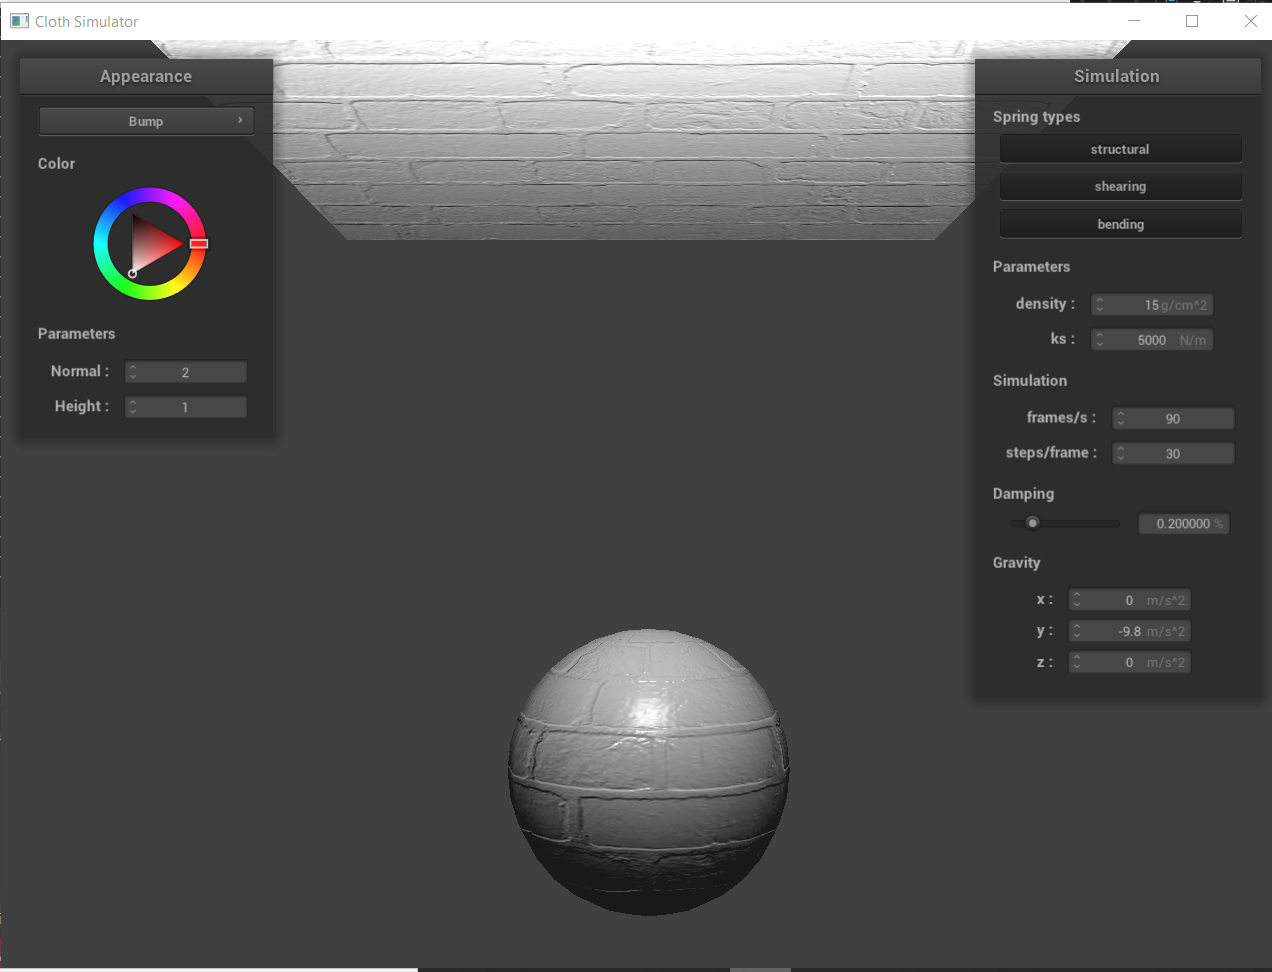 Cloth Simulator
Appearance
Bump
Color
Parameters
Normal : 2
Height : 1
Simulation
Spring types
structural
shearing
bending
Parameters
density : 15 g/cm^2
ks : 5000 N/m
Simulation
frames/s : 90
steps/frame : 30
Damping
0.200000 %
Gravity
x : 0 m/s^2
y : -9.8 m/s^2
z : 0 m/s^2